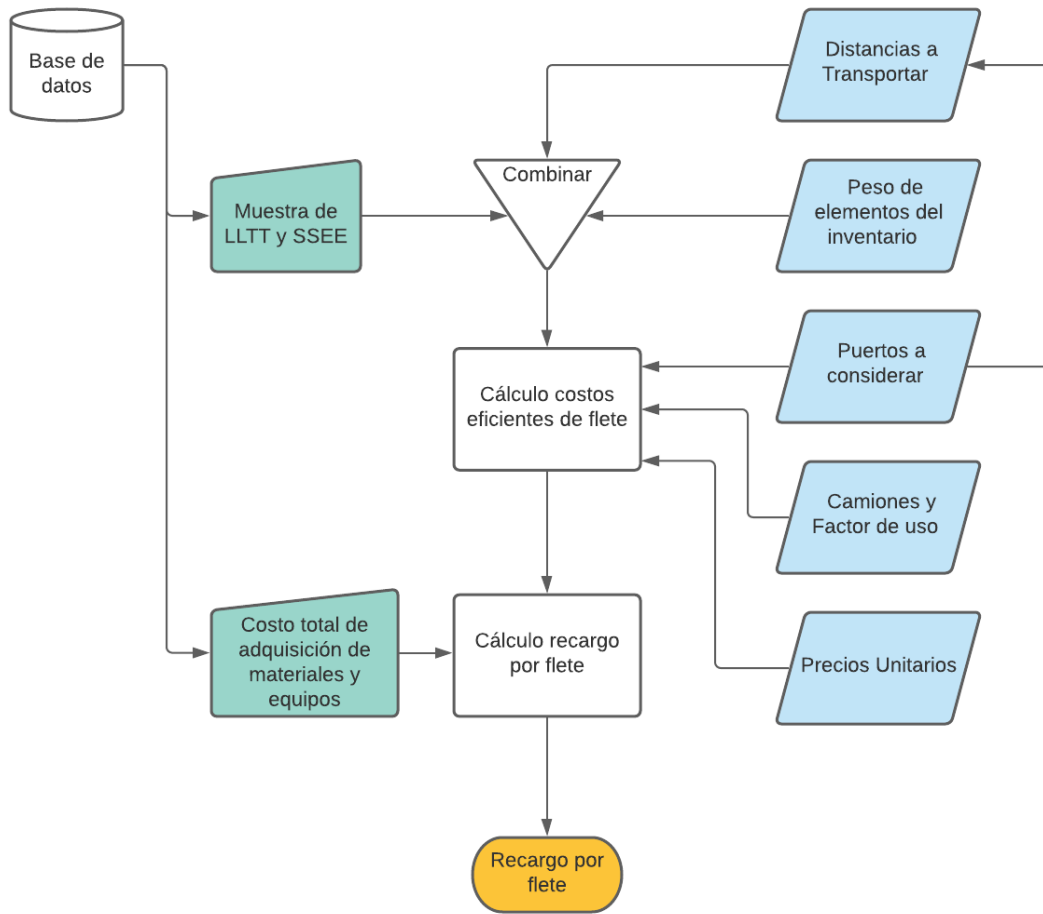 Base de
datos
Distancias a
Transportar
Combinar
Muestra de
LLTT y SSEE
Peso de
elementos del
inventario
Puertos a
considerar
Cálculo costos
eficientes de flete
Camiones y
Factor de uso
Costo total de
adquisición de
materiales y
equipos
Cálculo recargo
por flete
Precios Unitarios
Recargo por
flete